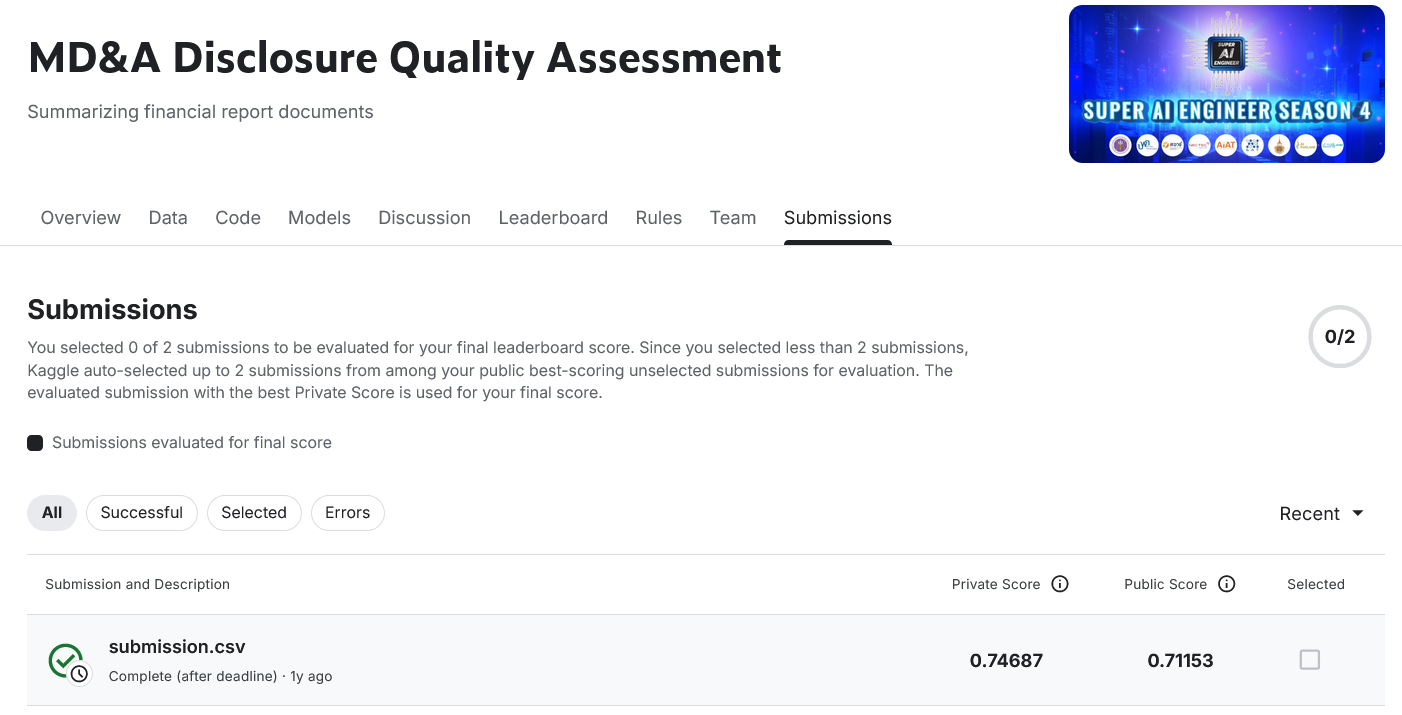 MD&A Disclosure Quality Assessment
Summarizing financial report documents
SUPER
AI
ENGINEER
SUPER AI ENGINEER SEASON 4
AiAT
Overview Data Code Models Discussion Leaderboard Rules Team Submissions
Submissions
You selected 0 of 2 submissions to be evaluated for your final leaderboard score. Since you selected less than 2 submissions,
Kaggle auto-selected up to 2 submissions from among your public best-scoring unselected submissions for evaluation. The
evaluated submission with the best Private Score is used for your final score.
0/2
Submissions evaluated for final score
All Successful Selected Errors
Recent
Submission and Description Private Score Public Score Selected
submission.csv
Complete (after deadline) · 1y ago
0.74687 0.71153